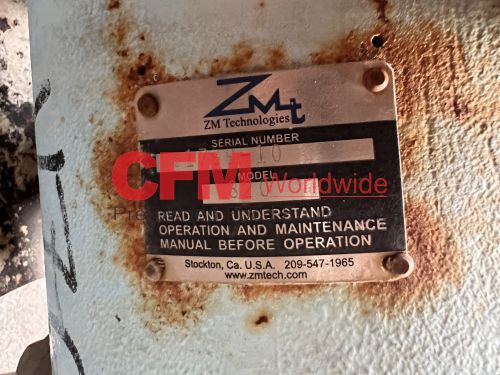 ZMt
ZM Technologies
SERIAL NUMBER
10
MODEL
CFM Worldwide
READ AND UNDERSTAND
OPERATION AND MAINTENANCE
MANUAL BEFORE OPERATION
Stockton, Ca. U.S.A. 209-547-1965
www.zmtech.com